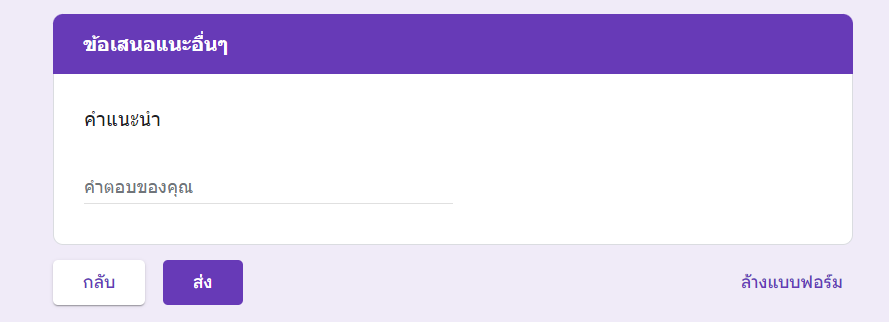 ข้อเสนอแนะอื่นๆ
คำแนะนำ
คำตอบของคุณ
กลับ ส่ง ล้างแบบฟอร์ม